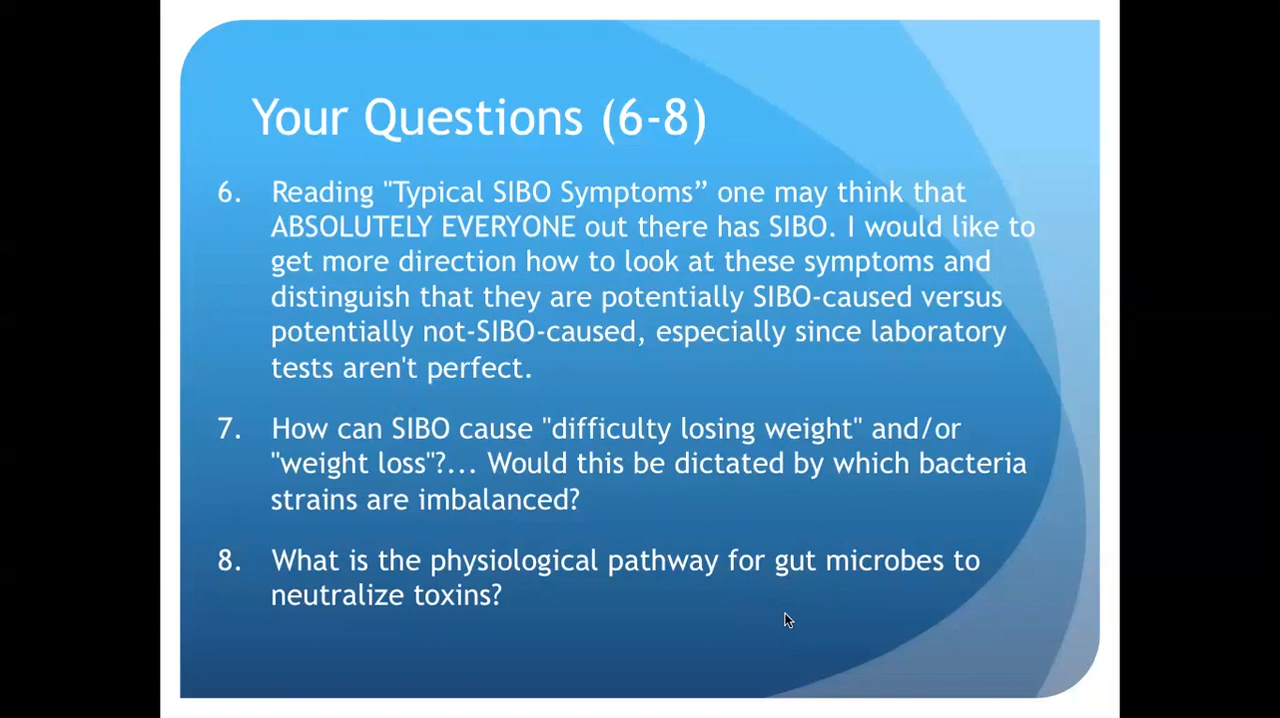 Your Questions (6-8)
6. Reading "Typical SIBO Symptoms” one may think that
ABSOLUTELY EVERYONE out there has SIBO. I would like to
get more direction how to look at these symptoms and
distinguish that they are potentially SIBO-caused versus
potentially not-SIBO-caused, especially since laboratory
tests aren't perfect.
7. How can SIBO cause "difficulty losing weight" and/or
"weight loss"?... Would this be dictated by which bacteria
strains are imbalanced?
8. What is the physiological pathway for gut microbes to
neutralize toxins?